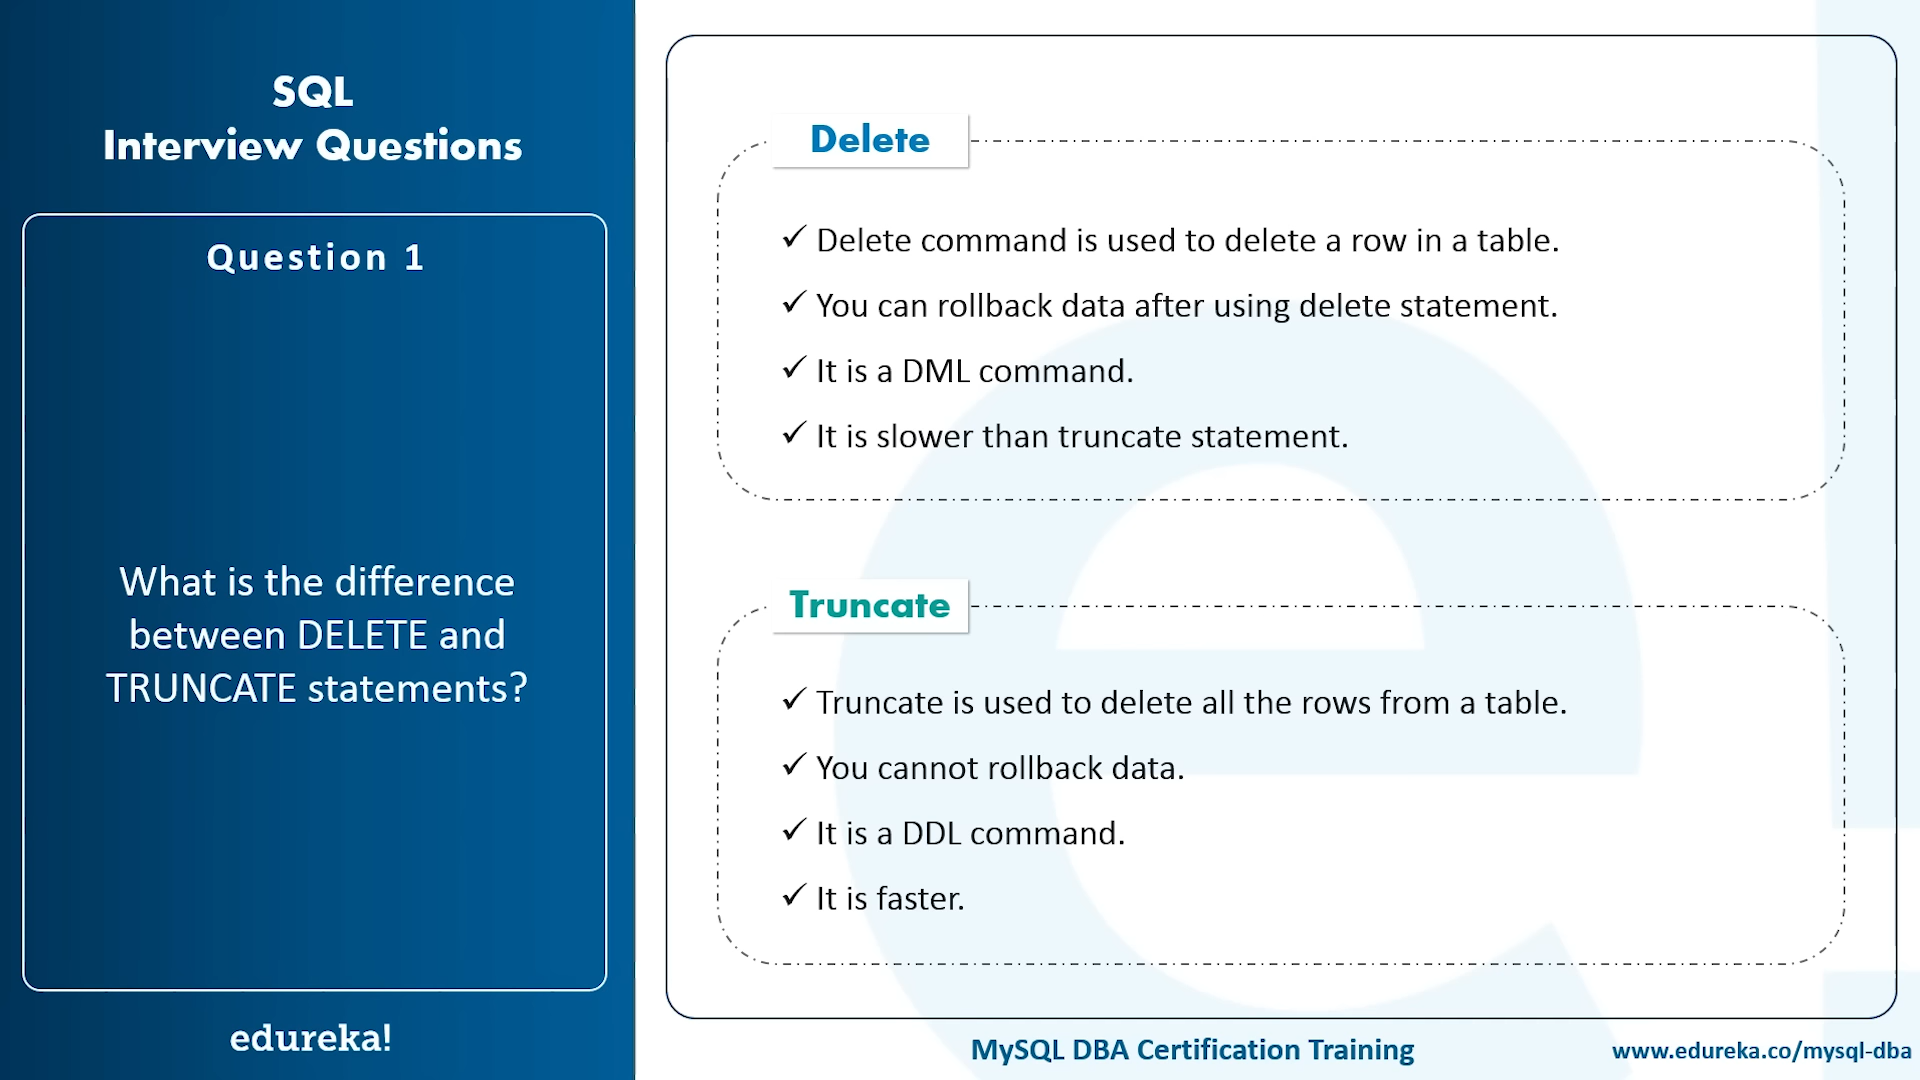 SQL
Interview Questions
Question 1
What is the difference
between DELETE and
TRUNCATE statements?
edureka!
Delete
✓ Delete command is used to delete a row in a table.
✓ You can rollback data after using delete statement.
✓ It is a DML command.
✓ It is slower than truncate statement.
Truncate
✓ Truncate is used to delete all the rows from a table.
✓ You cannot rollback data.
✓ It is a DDL command.
✓ It is faster.
MySQL DBA Certification Training
www.edureka.co/mysql-dba